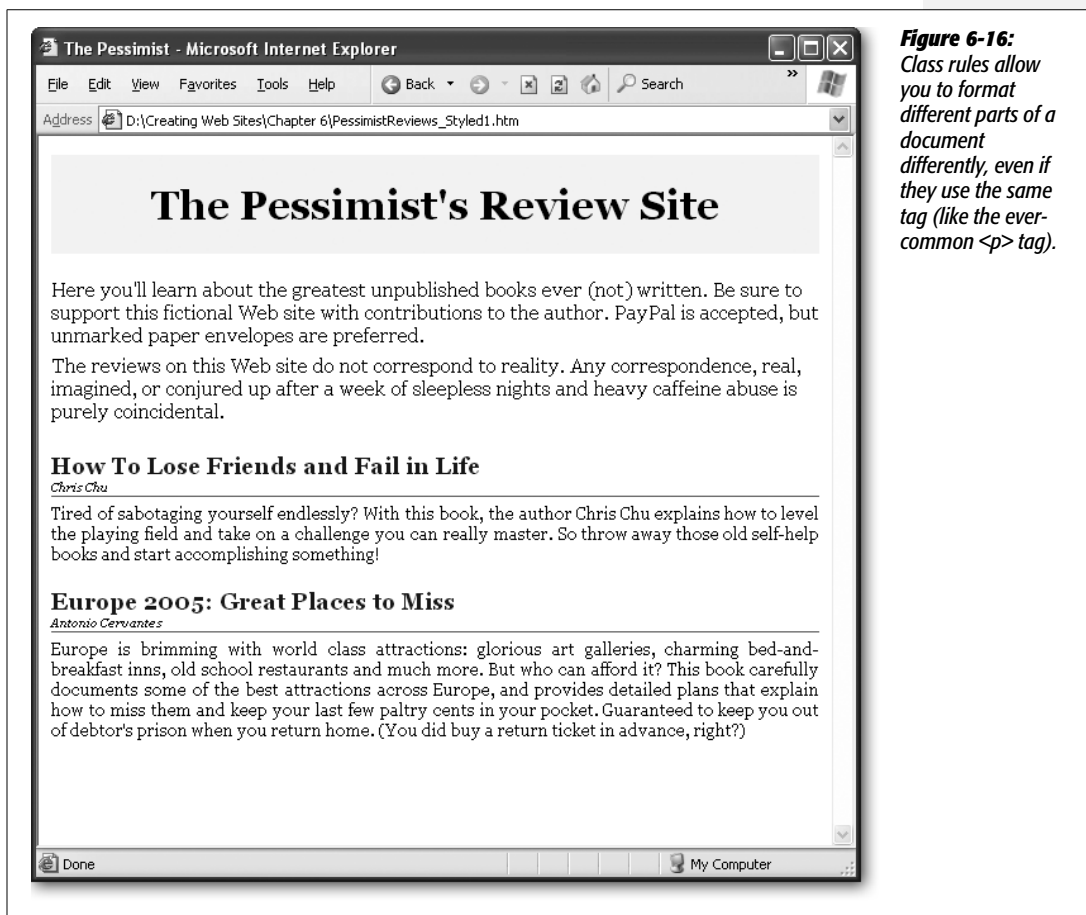 The Pessimist - Microsoft Internet Explorer
File Edit View Favorites Tools Help Back Search »
Address D:\Creating Web Sites\Chapter 6\PessimistReviews_Styled1.htm
The Pessimist's Review Site
Here you'll learn about the greatest unpublished books ever (not) written. Be sure to
support this fictional Web site with contributions to the author. PayPal is accepted, but
unmarked paper envelopes are preferred.
The reviews on this Web site do not correspond to reality. Any correspondence, real,
imagined, or conjured up after a week of sleepless nights and heavy caffeine abuse is
purely coincidental.
How To Lose Friends and Fail in Life
Chris Chu
Tired of sabotaging yourself endlessly? With this book, the author Chris Chu explains how to level
the playing field and take on a challenge you can really master. So throw away those old self-help
books and start accomplishing something!
Europe 2005: Great Places to Miss
Antonio Cervantes
Europe is brimming with world class attractions: glorious art galleries, charming bed-and-
breakfast inns, old school restaurants and much more. But who can afford it? This book carefully
documents some of the best attractions across Europe, and provides detailed plans that explain
how to miss them and keep your last few paltry cents in your pocket. Guaranteed to keep you out
of debtor's prison when you return home. (You did buy a return ticket in advance, right?)
Done My Computer
Figure 6-16:
Class rules allow
you to format
different parts of a
document
differently, even if
they use the same
tag (like the ever-
common <p> tag).